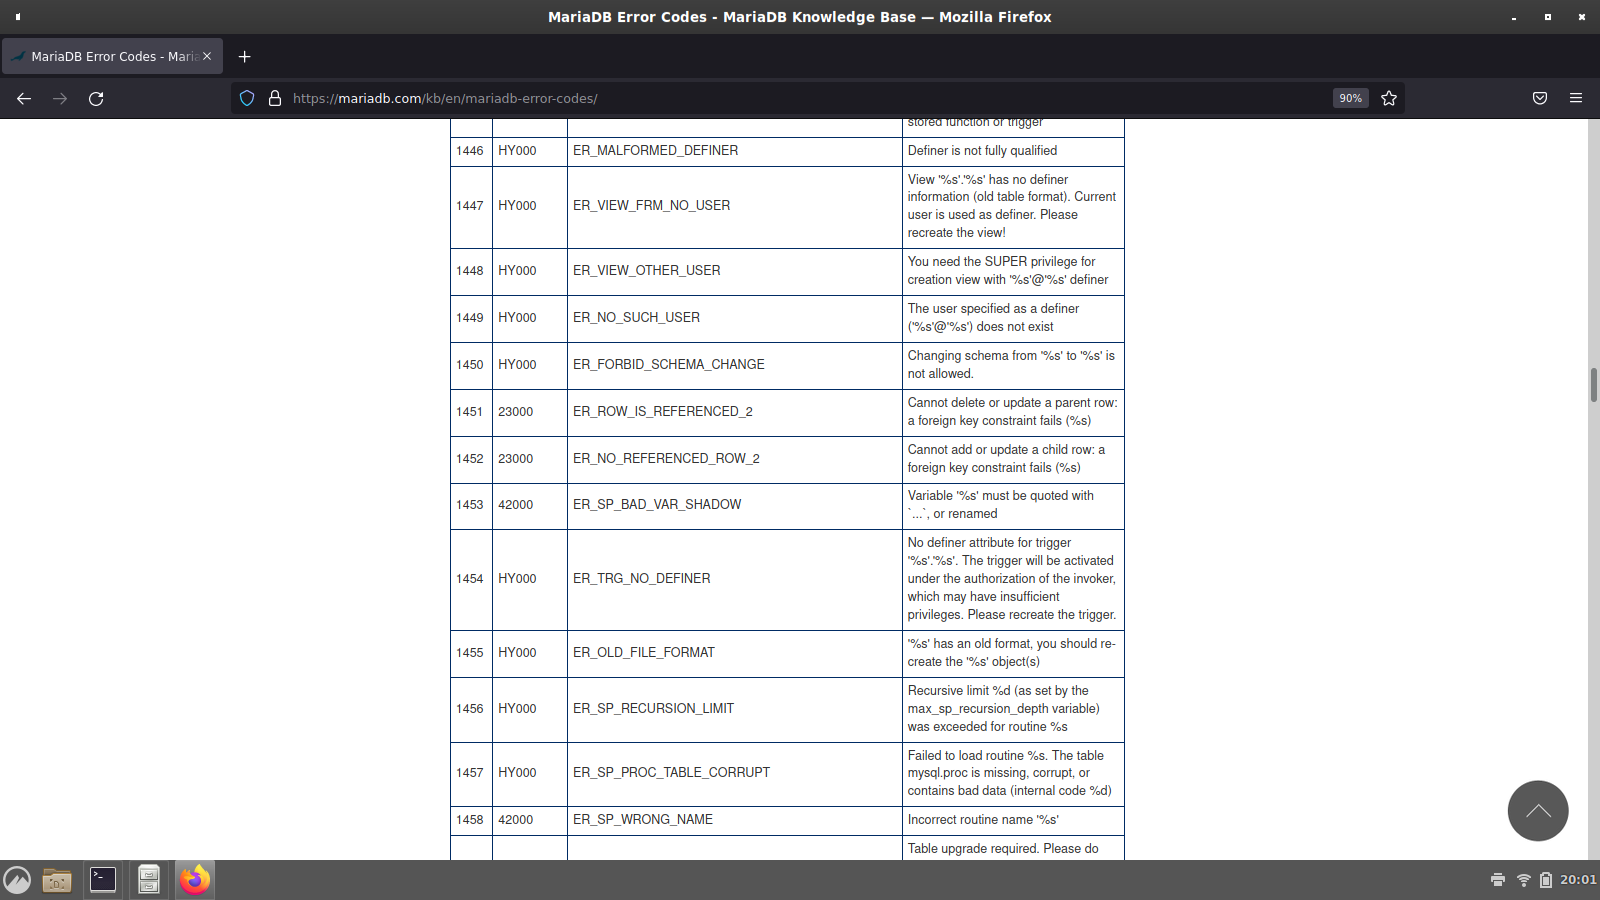 MariaDB Error Codes - MariaDB Knowledge Base — Mozilla Firefox
MariaDB Error Codes - Maria
https://mariadb.com/kb/en/mariadb-error-codes/
90%
stored function or trigger
1446 HY000 ER_MALFORMED_DEFINER Definer is not fully qualified
1447 HY000 ER_VIEW_FRM_NO_USER View '%s'.'%s' has no definer
information (old table format). Current
user is used as definer. Please
recreate the view!
1448 HY000 ER_VIEW_OTHER_USER You need the SUPER privilege for
creation view with '%s'@'%s' definer
1449 HY000 ER_NO_SUCH_USER The user specified as a definer
('%s'@'%s') does not exist
1450 HY000 ER_FORBID_SCHEMA_CHANGE Changing schema from '%s' to '%s' is
not allowed.
1451 23000 ER_ROW_IS_REFERENCED_2 Cannot delete or update a parent row:
a foreign key constraint fails (%s)
1452 23000 ER_NO_REFERENCED_ROW_2 Cannot add or update a child row: a
foreign key constraint fails (%s)
1453 42000 ER_SP_BAD_VAR_SHADOW Variable '%s' must be quoted with
`...`, or renamed
1454 HY000 ER_TRG_NO_DEFINER No definer attribute for trigger
'%s'.'%s'. The trigger will be activated
under the authorization of the invoker,
which may have insufficient
privileges. Please recreate the trigger.
1455 HY000 ER_OLD_FILE_FORMAT '%s' has an old format, you should re-
create the '%s' object(s)
1456 HY000 ER_SP_RECURSION_LIMIT Recursive limit %d (as set by the
max_sp_recursion_depth variable)
was exceeded for routine %s
1457 HY000 ER_SP_PROC_TABLE_CORRUPT Failed to load routine %s. The table
mysql.proc is missing, corrupt, or
contains bad data (internal code %d)
1458 42000 ER_SP_WRONG_NAME Incorrect routine name '%s'
Table upgrade required. Please do
20:01